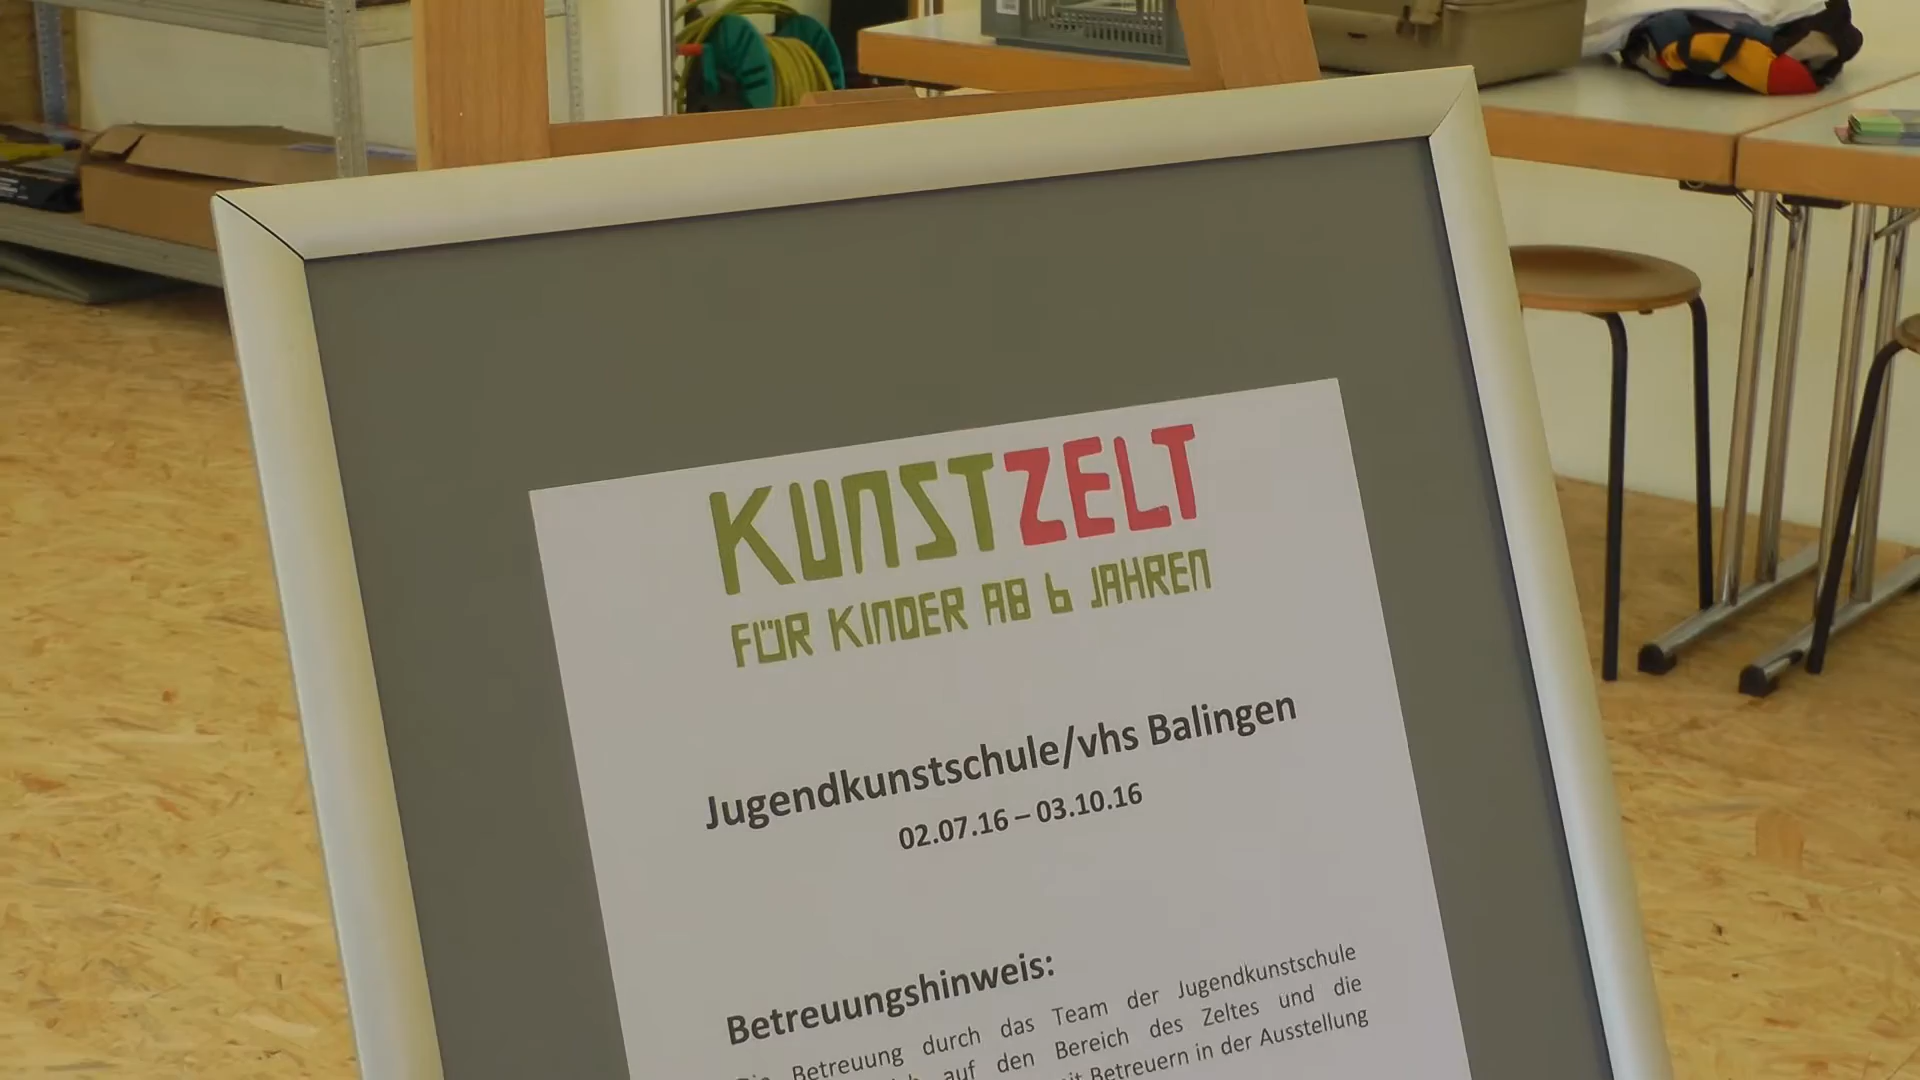 KUNSTZELT
FÜR KINDER AB 6 JAHREN
Jugendkunstschule/vhs Balingen
02.07.16 – 03.10.16
Betreuungshinweis:
Betreuung durch das Team der Jugendkunstschule
auf den Bereich des Zeltes und die
Betreuern in der Ausstellung